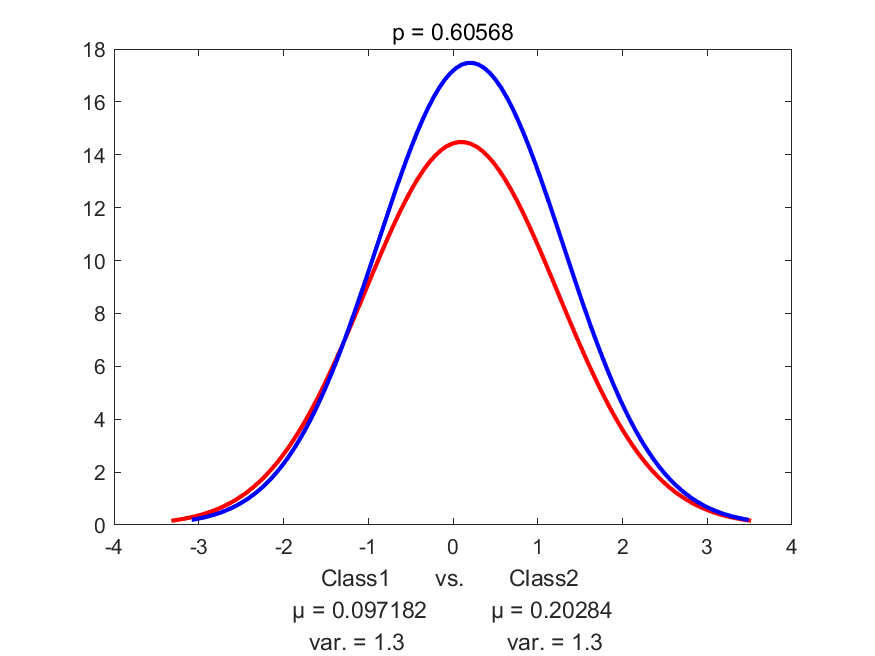 p = 0.60568
18
16
14
12
10
8
6
4
2
0
-4 -3 -2 -1 0 1 2 3 4
Class1 vs. Class2
μ = 0.097182 μ = 0.20284
var. = 1.3 var. = 1.3